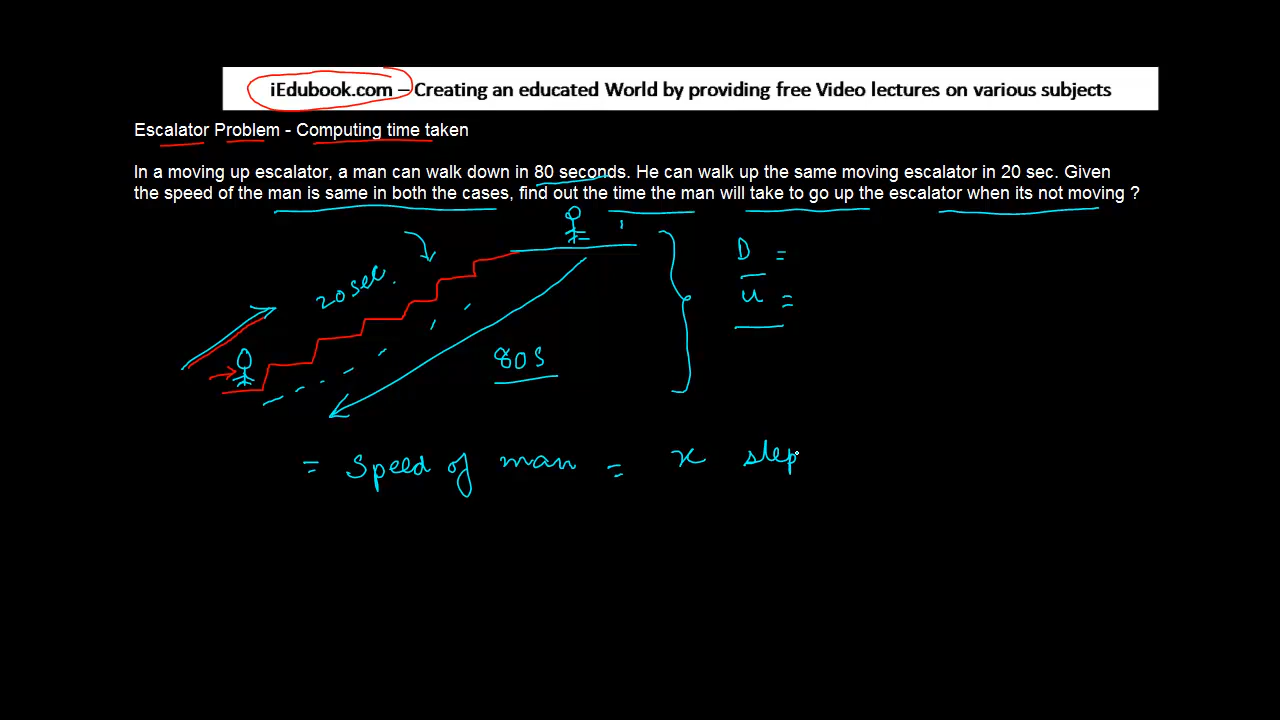 iEdubook.com – Creating an educated World by providing free Video lectures on various subjects
Escalator Problem - Computing time taken
In a moving up escalator, a man can walk down in 80 seconds. He can walk up the same moving escalator in 20 sec. Given
the speed of the man is same in both the cases, find out the time the man will take to go up the escalator when its not moving ?
20 sec.
D =
u =
80 S
= Speed of man = x step